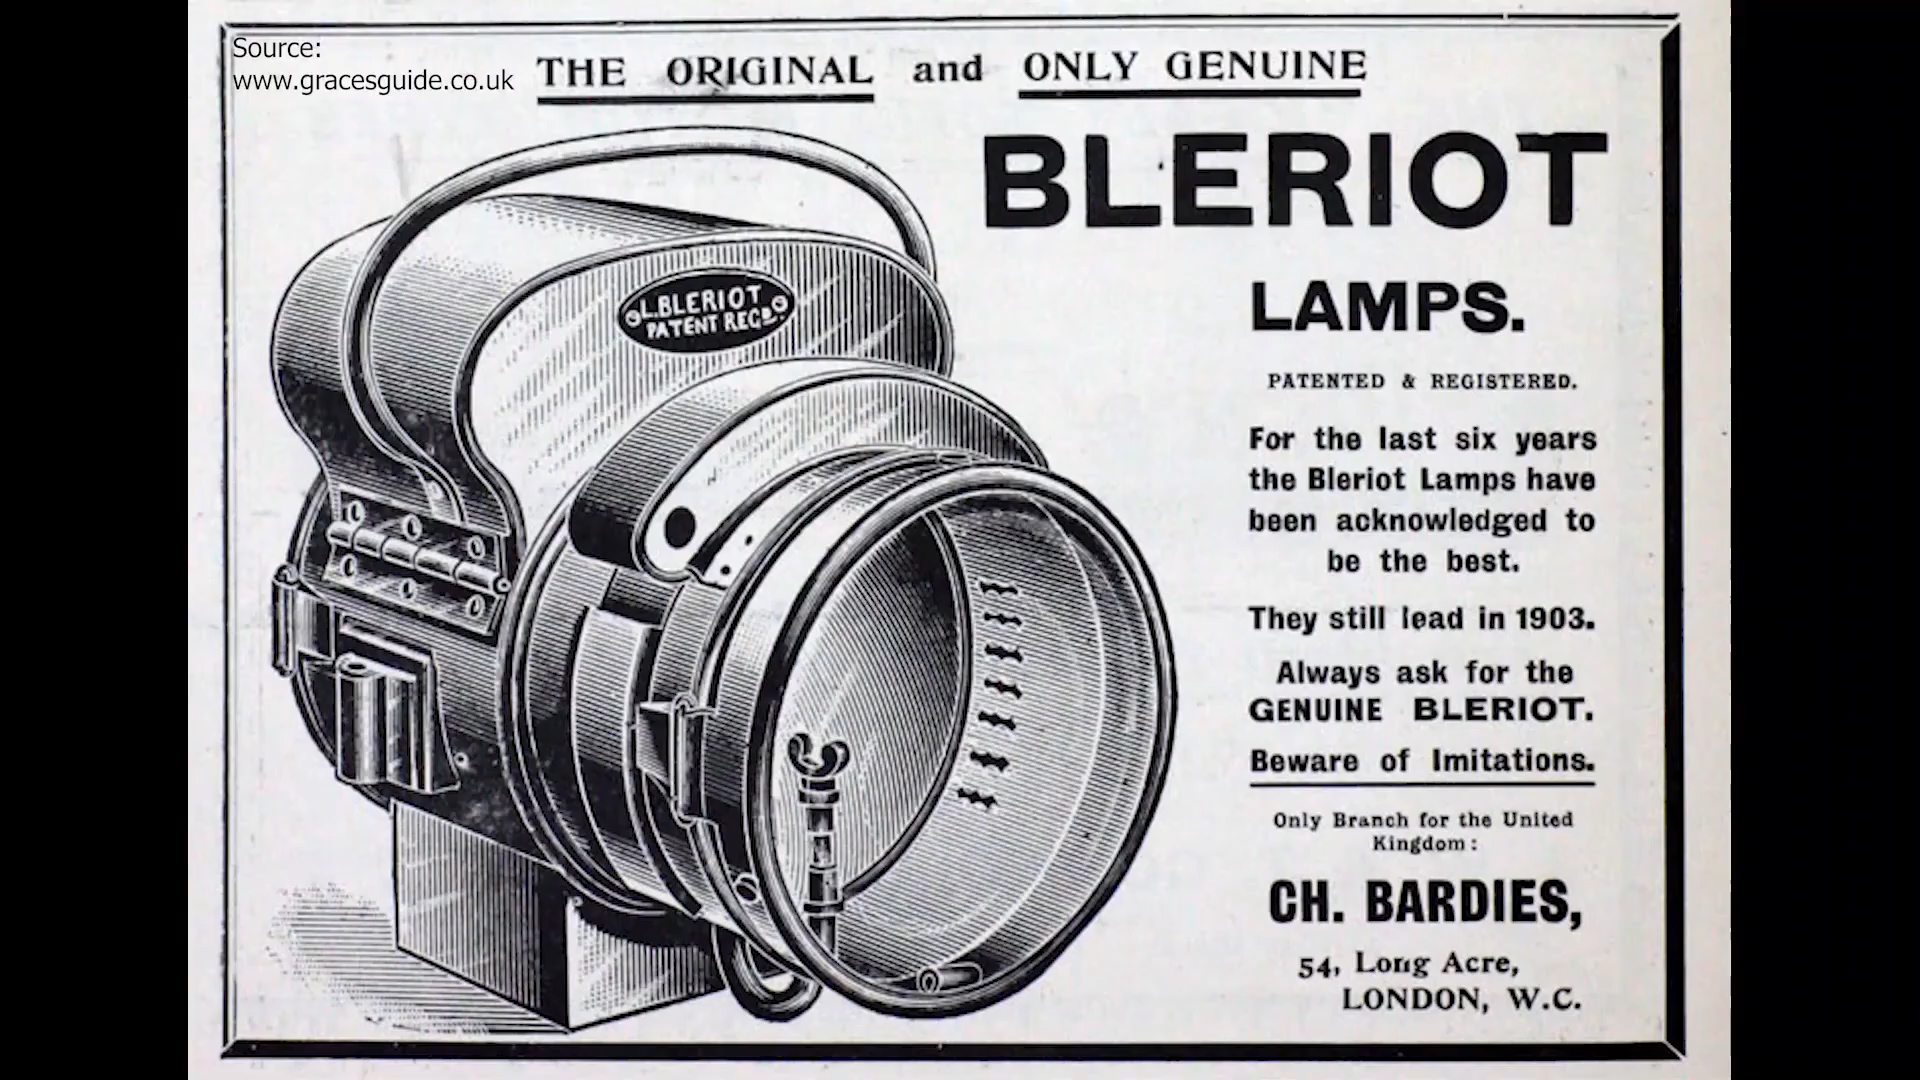 Source:
www.gracesguide.co.uk
THE ORIGINAL and ONLY GENUINE
BLERIOT
LAMPS.
L.BLERIOT
PATENT REGD.
PATENTED & REGISTERED.
For the last six years
the Bleriot Lamps have
been acknowledged to
be the best.
They still lead in 1903.
Always ask for the
GENUINE BLERIOT.
Beware of Imitations.
Only Branch for the United
Kingdom:
CH. BARDIES,
54, Long Acre,
LONDON, W.C.